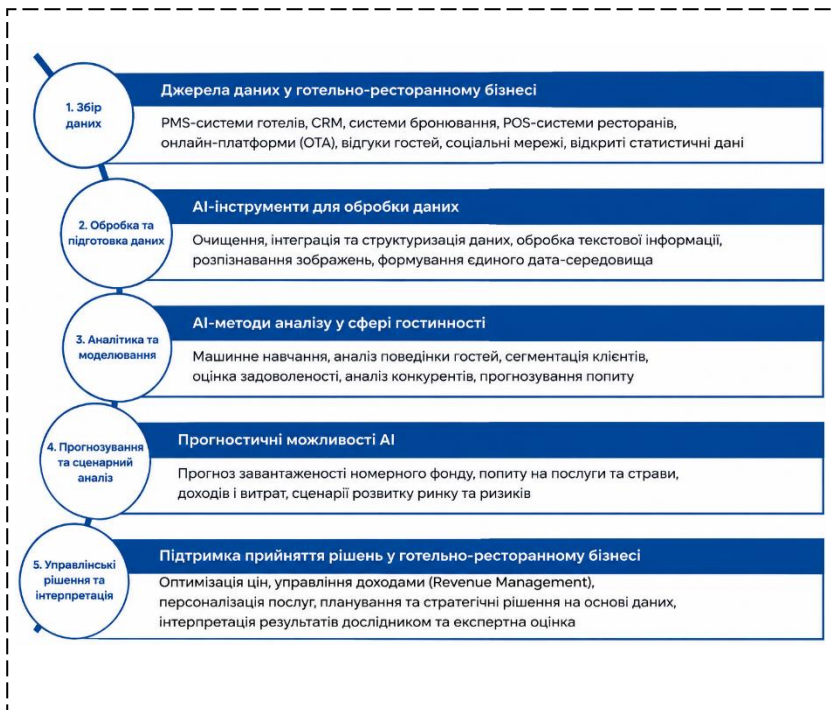 1. Збір
даних
Джерела даних у готельно-ресторанному бізнесі
PMS-системи готелів, CRM, системи бронювання, POS-системи ресторанів,
онлайн-платформи (OTA), відгуки гостей, соціальні мережі, відкриті статистичні дані
2. Обробка та
підготовка даних
AI-інструменти для обробки даних
Очищення, інтеграція та структуризація даних, обробка текстової інформації,
розпізнавання зображень, формування єдиного дата-середовища
3. Аналітика та
моделювання
AI-методи аналізу у сфері гостинності
Машинне навчання, аналіз поведінки гостей, сегментація клієнтів,
оцінка задоволеності, аналіз конкурентів, прогнозування попиту
4. Прогнозування
та сценарний
аналіз
Прогностичні можливості AI
Прогноз завантаженості номерного фонду, попиту на послуги та страви,
доходів і витрат, сценарії розвитку ринку та ризиків
5. Управлінські
рішення та
інтерпретація
Підтримка прийняття рішень у готельно-ресторанному бізнесі
Оптимізація цін, управління доходами (Revenue Management),
персоналізація послуг, планування та стратегічні рішення на основі даних,
інтерпретація результатів дослідником та експертна оцінка